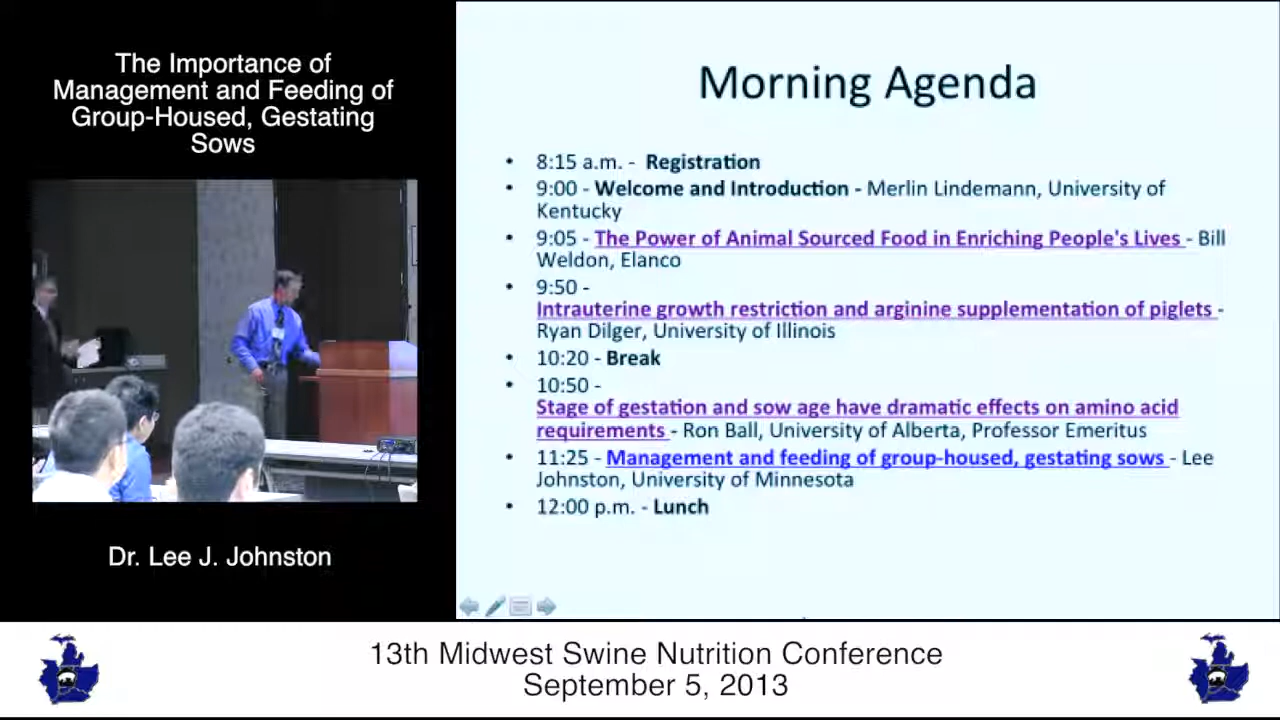 The Importance of
Management and Feeding of
Group-Housed, Gestating
Sows
Dr. Lee J. Johnston
Morning Agenda
• 8:15 a.m. - Registration
• 9:00 - Welcome and Introduction - Merlin Lindemann, University of
Kentucky
• 9:05 - The Power of Animal Sourced Food in Enriching People's Lives - Bill
Weldon, Elanco
• 9:50 -
Intrauterine growth restriction and arginine supplementation of piglets -
Ryan Dilger, University of Illinois
• 10:20 - Break
• 10:50 -
Stage of gestation and sow age have dramatic effects on amino acid
requirements - Ron Ball, University of Alberta, Professor Emeritus
• 11:25 - Management and feeding of group-housed, gestating sows - Lee
Johnston, University of Minnesota
• 12:00 p.m. - Lunch
13th Midwest Swine Nutrition Conference
September 5, 2013